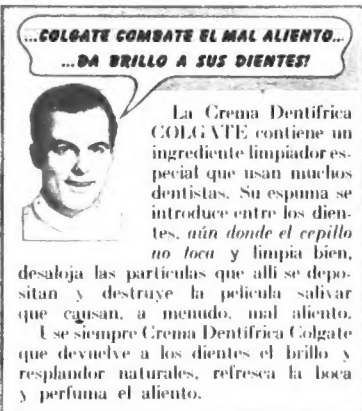 ...COLGATE COMBATE EL MAL ALIENTO...
...DA BRILLO A SUS DIENTES!
La Crema Dentífrica
COLGATE contiene un
ingrediente limpiador es-
pecial que usan muchos
dentistas. Su espuma se
introduce entre los dien-
tes, aún donde el cepillo
no toca y limpia bien,
desaloja las partículas que allí se depo-
sitan y destruye la película salivar
que causan, a menudo, mal aliento.
Use siempre Crema Dentífrica Colgate
que devuelve a los dientes el brillo y
resplandor naturales, refresca la boca
y perfuma el aliento.